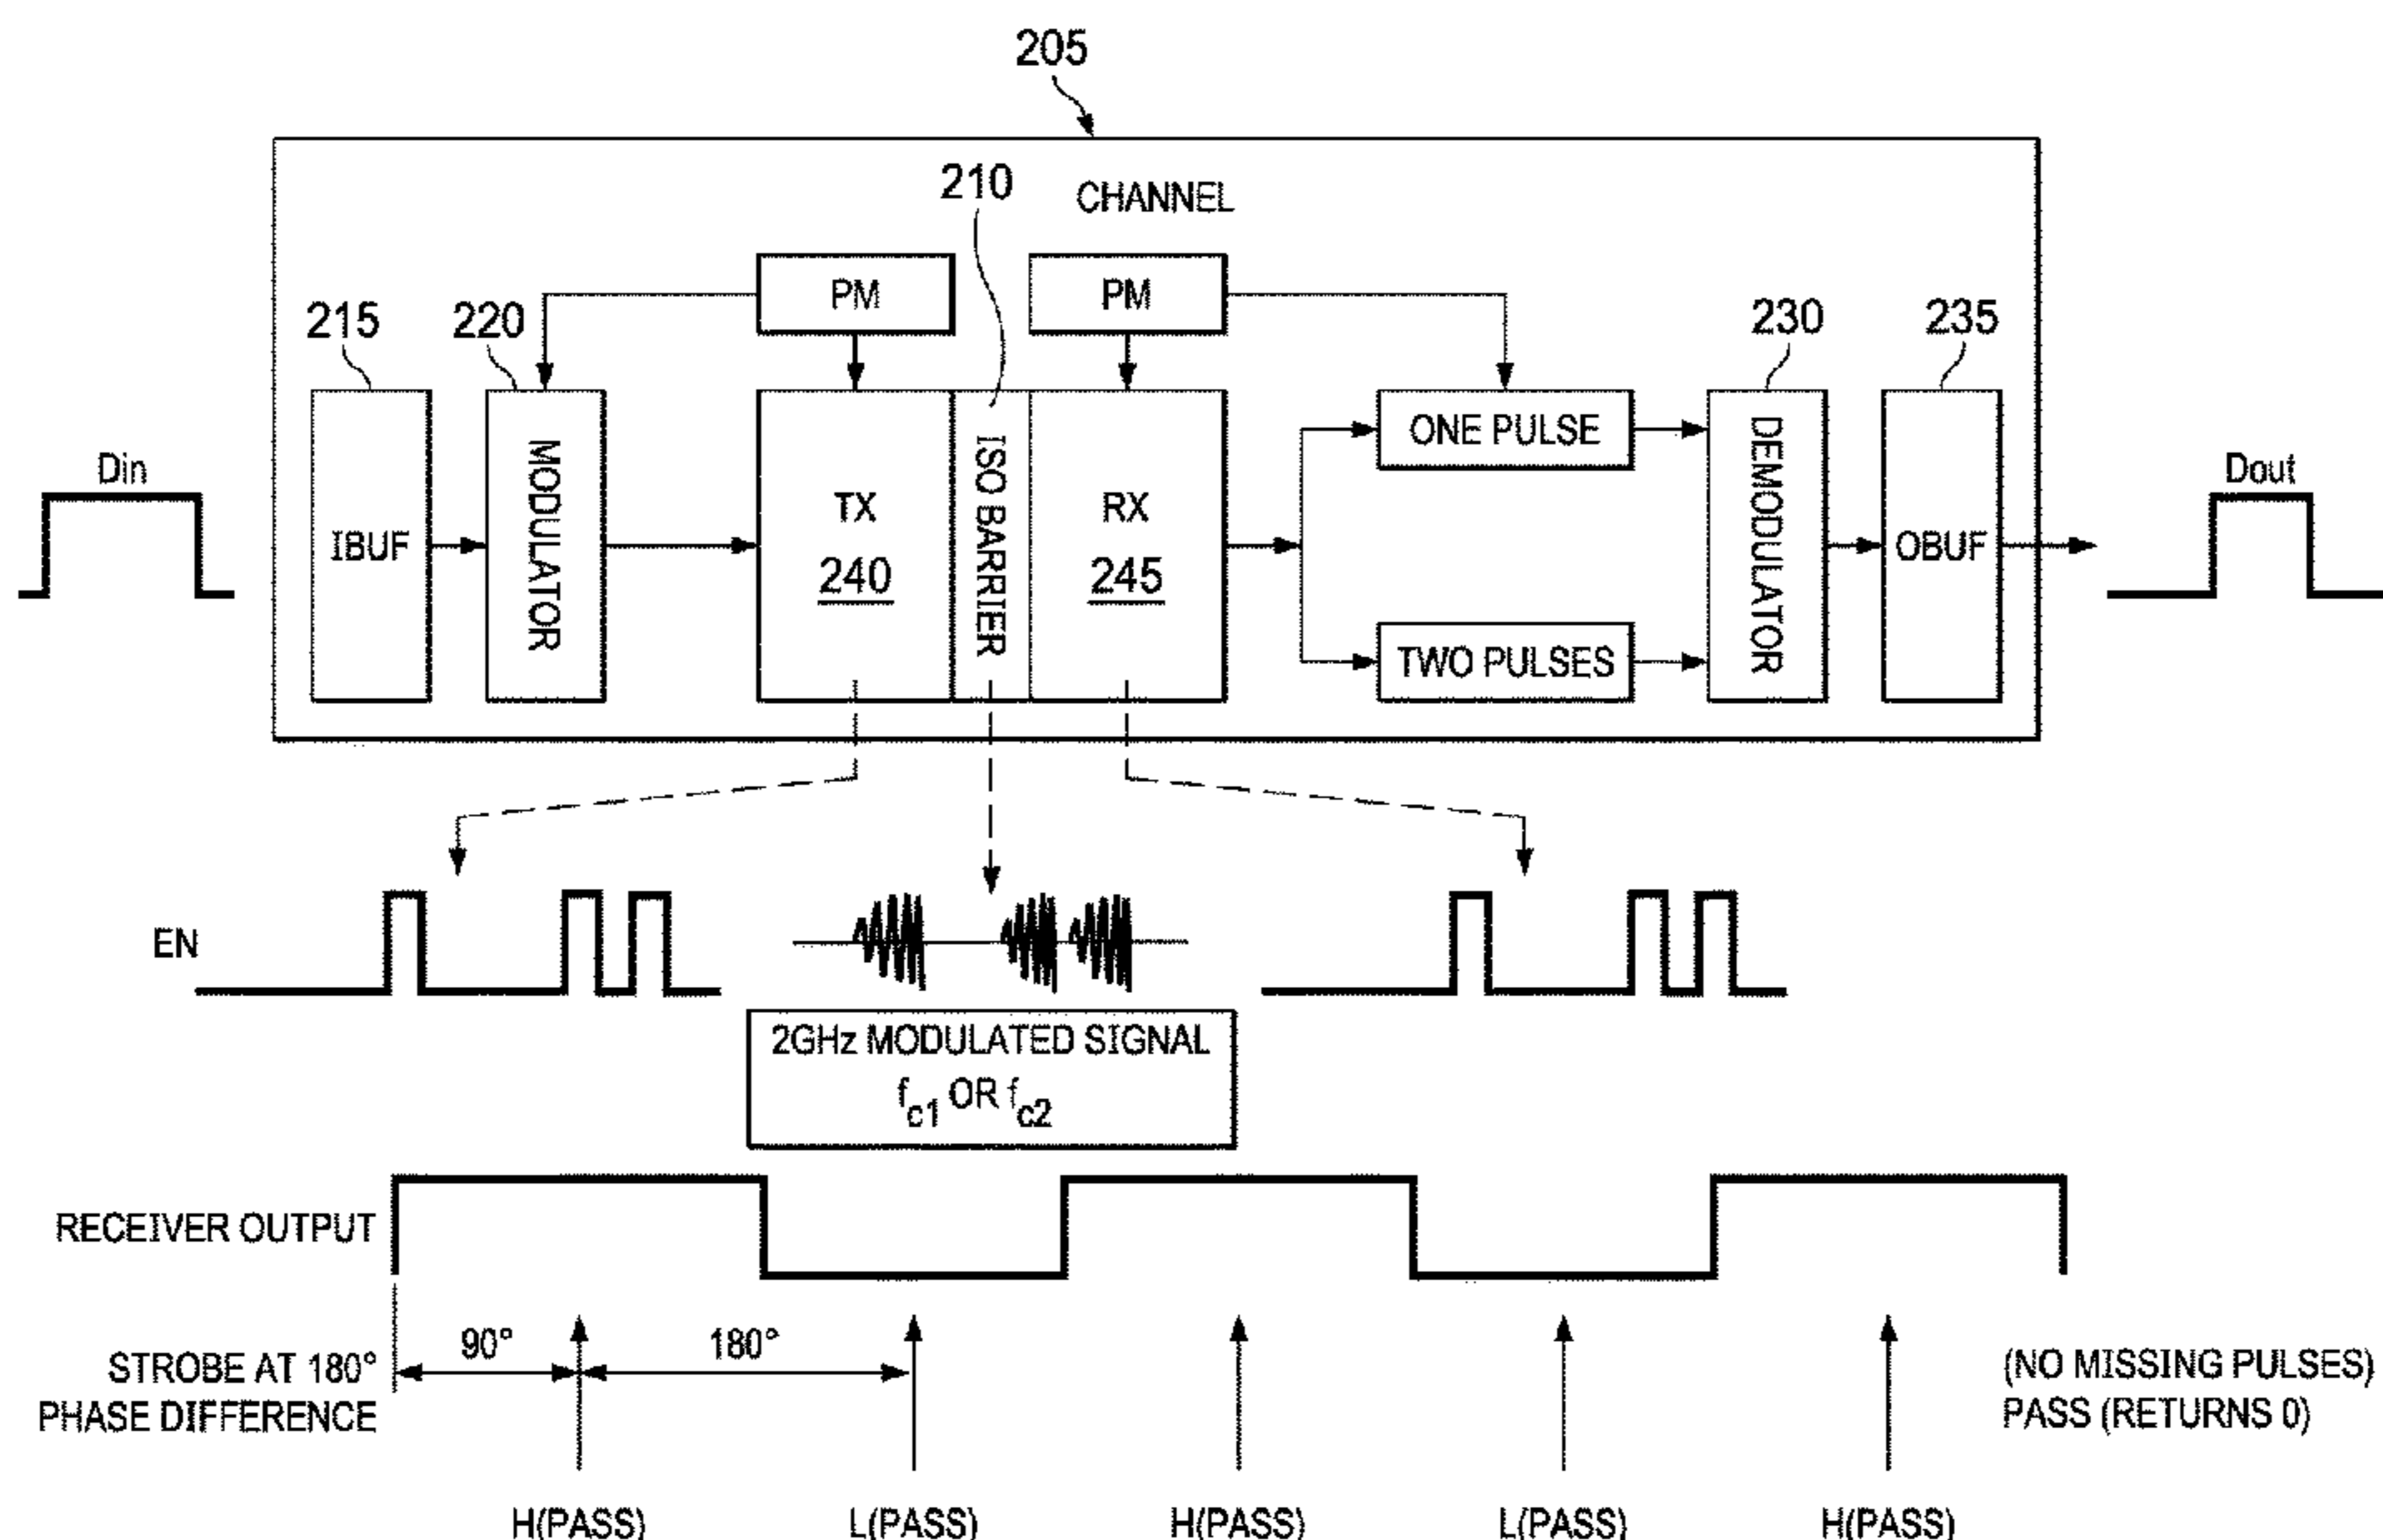 205
210
CHANNEL
PM
PM
215
220
230
235
Din
IBUF
MODULATOR
TX
240
ISO BARRIER
RX
245
ONE PULSE
TWO PULSES
DEMODULATOR
OBUF
Dout
EN
2GHz MODULATED SIGNAL
fc1 OR fc2
RECEIVER OUTPUT
90°
180°
STROBE AT 180°
PHASE DIFFERENCE
(NO MISSING PULSES)
PASS (RETURNS 0)
H(PASS)
L(PASS)
H(PASS)
L(PASS)
H(PASS)